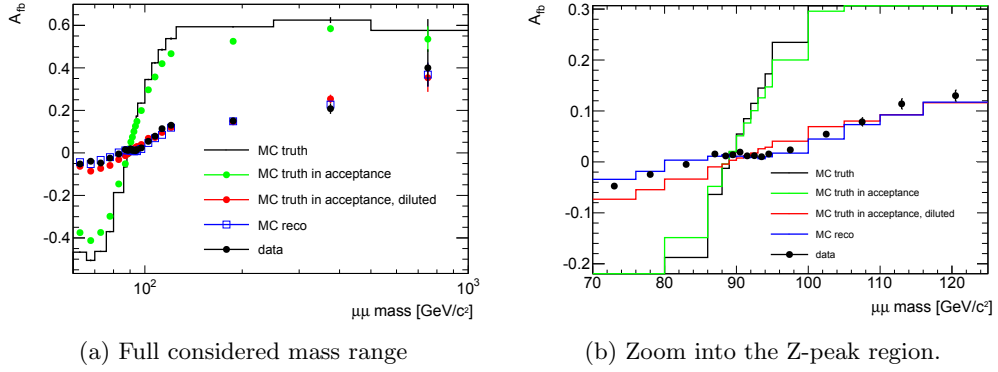 A_fb
0.6
0.4
0.2
0
-0.2
-0.4
MC truth
MC truth in acceptance
MC truth in acceptance, diluted
MC reco
data
10²
10³
μμ mass [GeV/c²]
(a) Full considered mass range
A_fb
0.3
0.2
0.1
0
-0.1
-0.2
MC truth
MC truth in acceptance
MC truth in acceptance, diluted
MC reco
data
70 80 90 100 110 120
μμ mass [GeV/c²]
(b) Zoom into the Z-peak region.